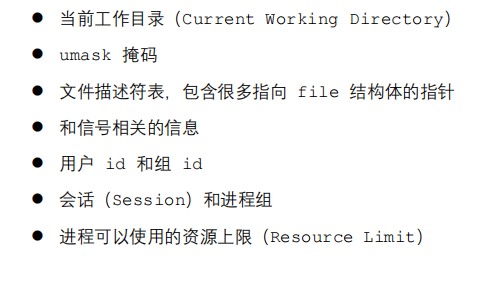 ● 当前工作目录（Current Working Directory）
● umask 掩码
● 文件描述符表，包含很多指向 file 结构体的指针
● 和信号相关的信息
● 用户 id 和组 id
● 会话（Session）和进程组
● 进程可以使用的资源上限（Resource Limit）